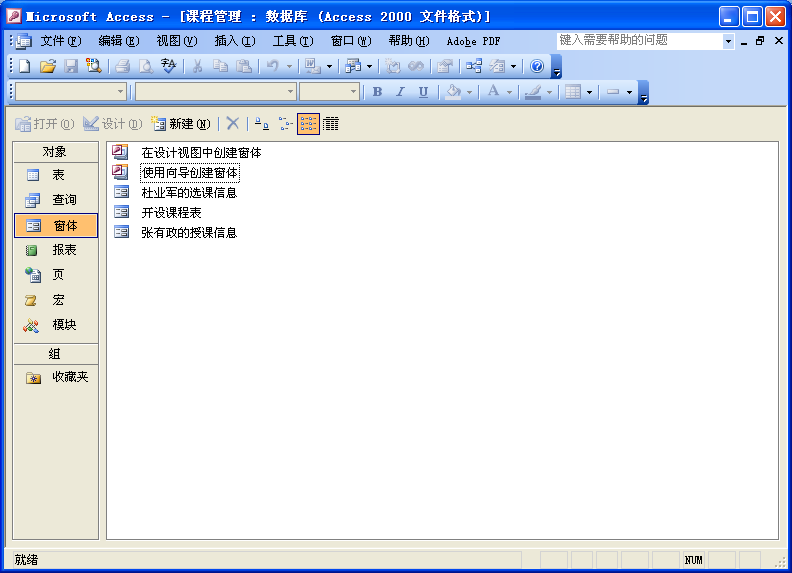 Microsoft Access - [课程管理 : 数据库 (Access 2000 文件格式)]
文件(F) 编辑(E) 视图(V) 插入(I) 工具(T) 窗口(W) 帮助(H) Adobe PDF 键入需要帮助的问题
B I U A
打开(O) 设计(D) 新建(N)
对象
表
查询
窗体
报表
页
宏
模块
组
收藏夹
在设计视图中创建窗体
使用向导创建窗体
杜业军的选课信息
开设课程表
张有政的授课信息
就绪 NUM